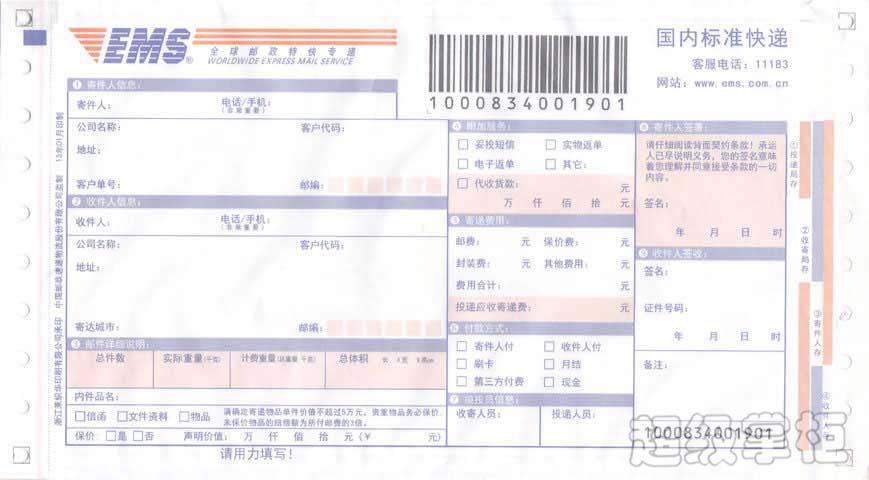 EMS®
全球邮政特快专递
WORLDWIDE EXPRESS MAIL SERVICE
1000834001901
国内标准快递
客服电话：11183
网站：www.ems.com.cn
1 寄件人信息：
寄件人： 电话/手机：
（非常重要）
公司名称： 客户代码：
地址：
客户单号： 邮编：
2 收件人信息：
收件人： 电话/手机：
（非常重要）
公司名称： 客户代码：
地址：
寄达城市： 邮编：
3 邮件详细说明：
总件数 实际重量（千克） 计费重量（总重量 千克） 总体积 长 X宽 X高cm
内件品名：
信函 文件资料 物品
请确定寄递物品单件价值不超过5万元，贵重物品务必保价，
未保价物品的赔偿额为所付邮费的3倍。
保价： 是 否 声明价值： 万 仟 佰 拾 元（￥ 元）
请用力填写！
4 附加服务：
妥投短信 实物返单
电子返单 其它：
代收货款： 元
万 仟 佰 拾 元
5 寄递费用：
邮费： 元 保价费： 元
封装费： 元 其他费用： 元
费用合计： 元
投递应收寄递费： 元
6 付款方式：
寄件人付 收件人付
刷卡 月结
第三方付费 现金
7 揽投员信息：
收寄人员： 投递人员：
8 寄件人签署：
请仔细阅读背面契约条款！承运
人已尽说明义务，您的签名意味
着您理解并同意接受条款的一切
内容。
签名：
年 月 日 时
9 收件人签收：
签名：
证件号码：
年 月 日 时
备注：
1000834001901
①投递局存
②收寄局存
③寄件人存
超级掌柜
13年01月印制
中国邮政速递物流股份有限公司监制